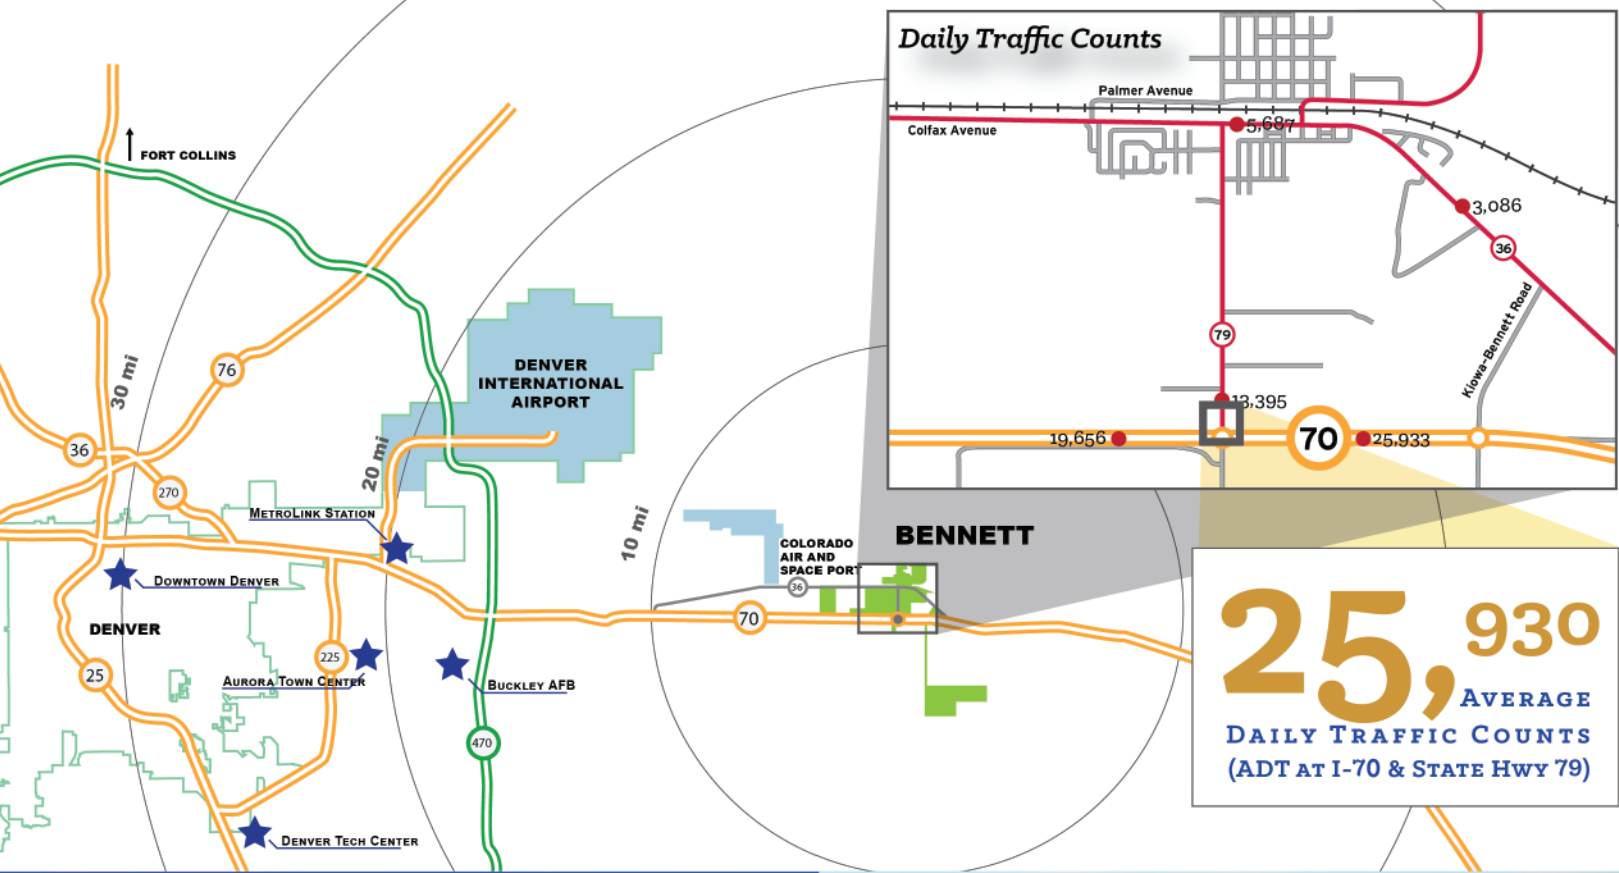 Daily Traffic Counts
Palmer Avenue
Colfax Avenue
5,687
3,086
36
79
Kiowa-Bennett Road
13,395
19,656
70
25,933
FORT COLLINS
30 mi
76
DENVER
INTERNATIONAL
AIRPORT
36
20 mi
270
METROLINK STATION
10 mi
BENNETT
COLORADO
AIR AND
SPACE PORT
36
DOWNTOWN DENVER
70
DENVER
225
AURORA TOWN CENTER
BUCKLEY AFB
25
470
DENVER TECH CENTER
25,930
AVERAGE
DAILY TRAFFIC COUNTS
(ADT AT I-70 & STATE HWY 79)